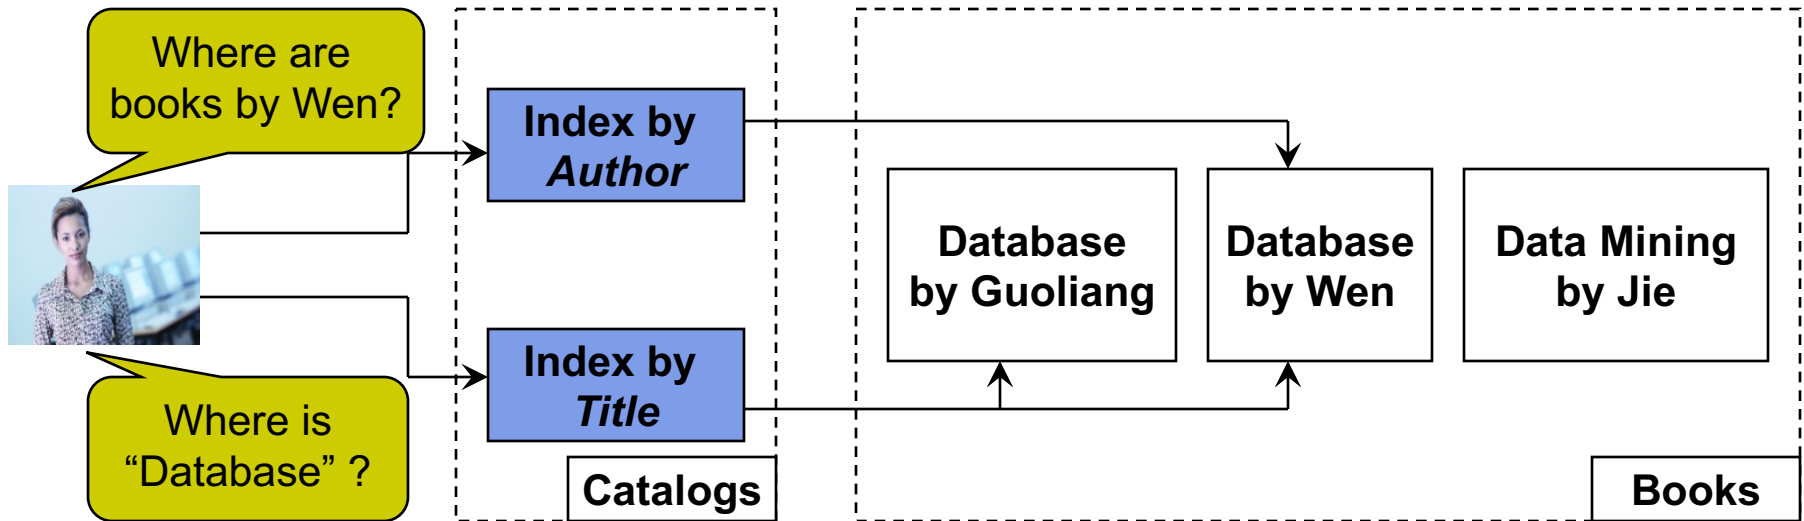 Where are
books by Wen?
Index by
Author
Database
by Guoliang
Database
by Wen
Data Mining
by Jie
Index by
Title
Where is
“Database” ?
Catalogs
Books